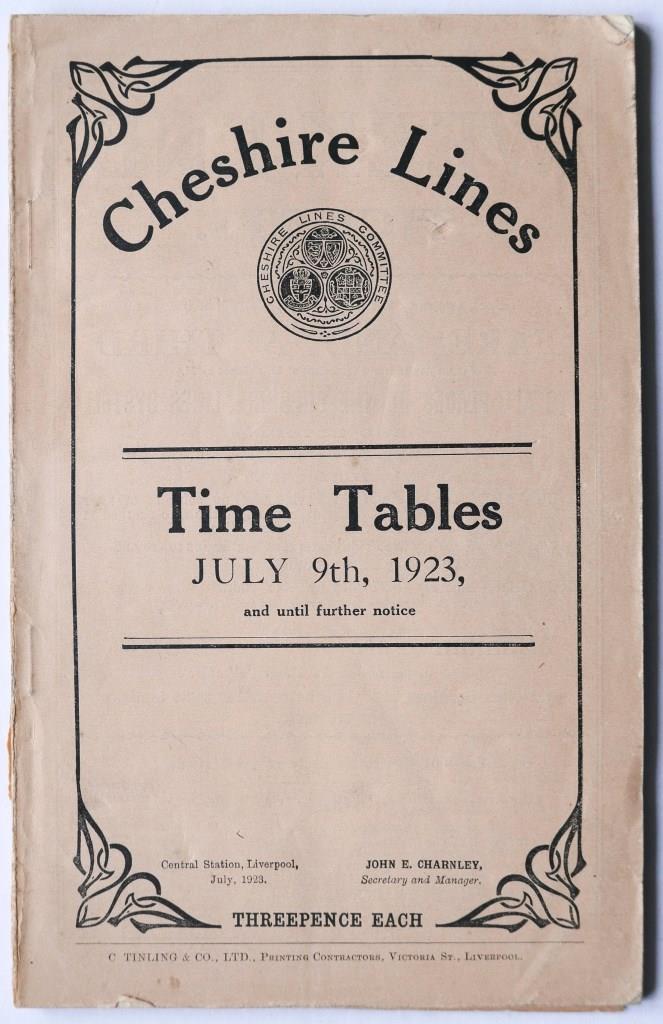 Cheshire Lines
CHESHIRE LINES COMMITTEE
Time Tables
JULY 9th, 1923,
and until further notice
Central Station, Liverpool,
July, 1923.
JOHN E. CHARNLEY,
Secretary and Manager.
THREEPENCE EACH
C TINLING & CO., LTD., PRINTING CONTRACTORS, VICTORIA ST., LIVERPOOL.